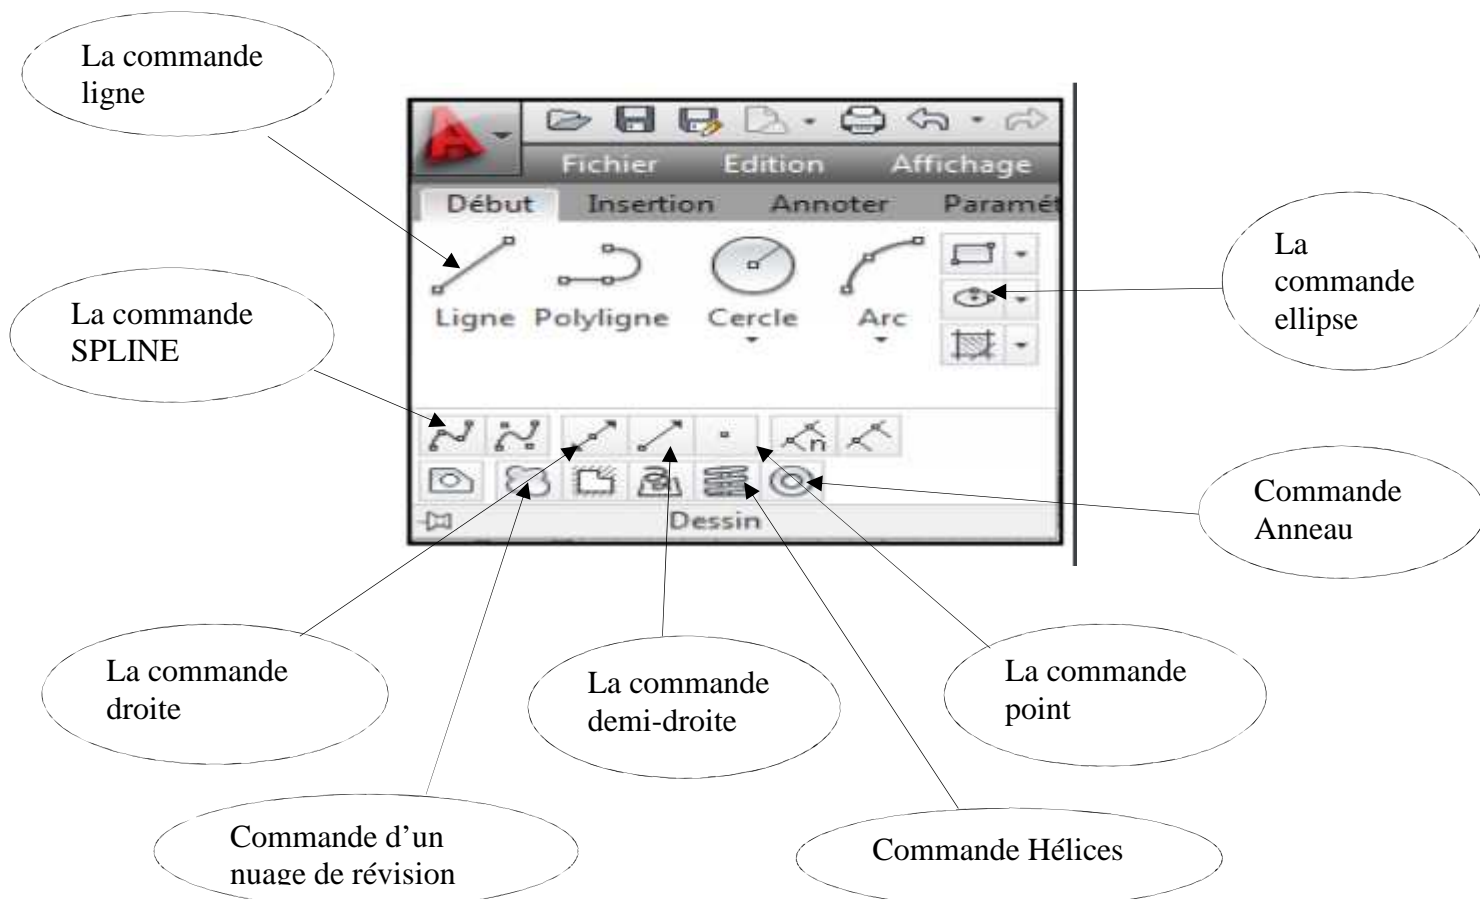 La commande
ligne
Fichier Edition Affichage
Début Insertion Annoter Paramét
La
commande
ellipse
Ligne Polyligne Cercle Arc
La commande
SPLINE
n
Dessin
Commande
Anneau
La commande
droite
La commande
demi-droite
La commande
point
Commande d’un
nuage de révision
Commande Hélices